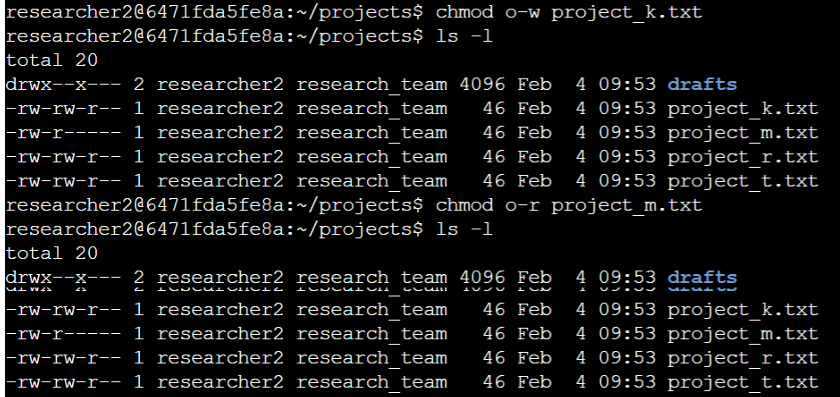 researcher2@6471fda5fe8a:~/projects$ chmod o-w project_k.txt
researcher2@6471fda5fe8a:~/projects$ ls -l
total 20
drwx--x--- 2 researcher2 research_team 4096 Feb  4 09:53 drafts
-rw-rw-r-- 1 researcher2 research_team   46 Feb  4 09:53 project_k.txt
-rw-r----- 1 researcher2 research_team   46 Feb  4 09:53 project_m.txt
-rw-rw-r-- 1 researcher2 research_team   46 Feb  4 09:53 project_r.txt
-rw-rw-r-- 1 researcher2 research_team   46 Feb  4 09:53 project_t.txt
researcher2@6471fda5fe8a:~/projects$ chmod o-r project_m.txt
researcher2@6471fda5fe8a:~/projects$ ls -l
total 20
drwx--x--- 2 researcher2 research_team 4096 Feb  4 09:53 drafts
-rw-rw-r-- 1 researcher2 research_team   46 Feb  4 09:53 project_k.txt
-rw-r----- 1 researcher2 research_team   46 Feb  4 09:53 project_m.txt
-rw-rw-r-- 1 researcher2 research_team   46 Feb  4 09:53 project_r.txt
-rw-rw-r-- 1 researcher2 research_team   46 Feb  4 09:53 project_t.txt